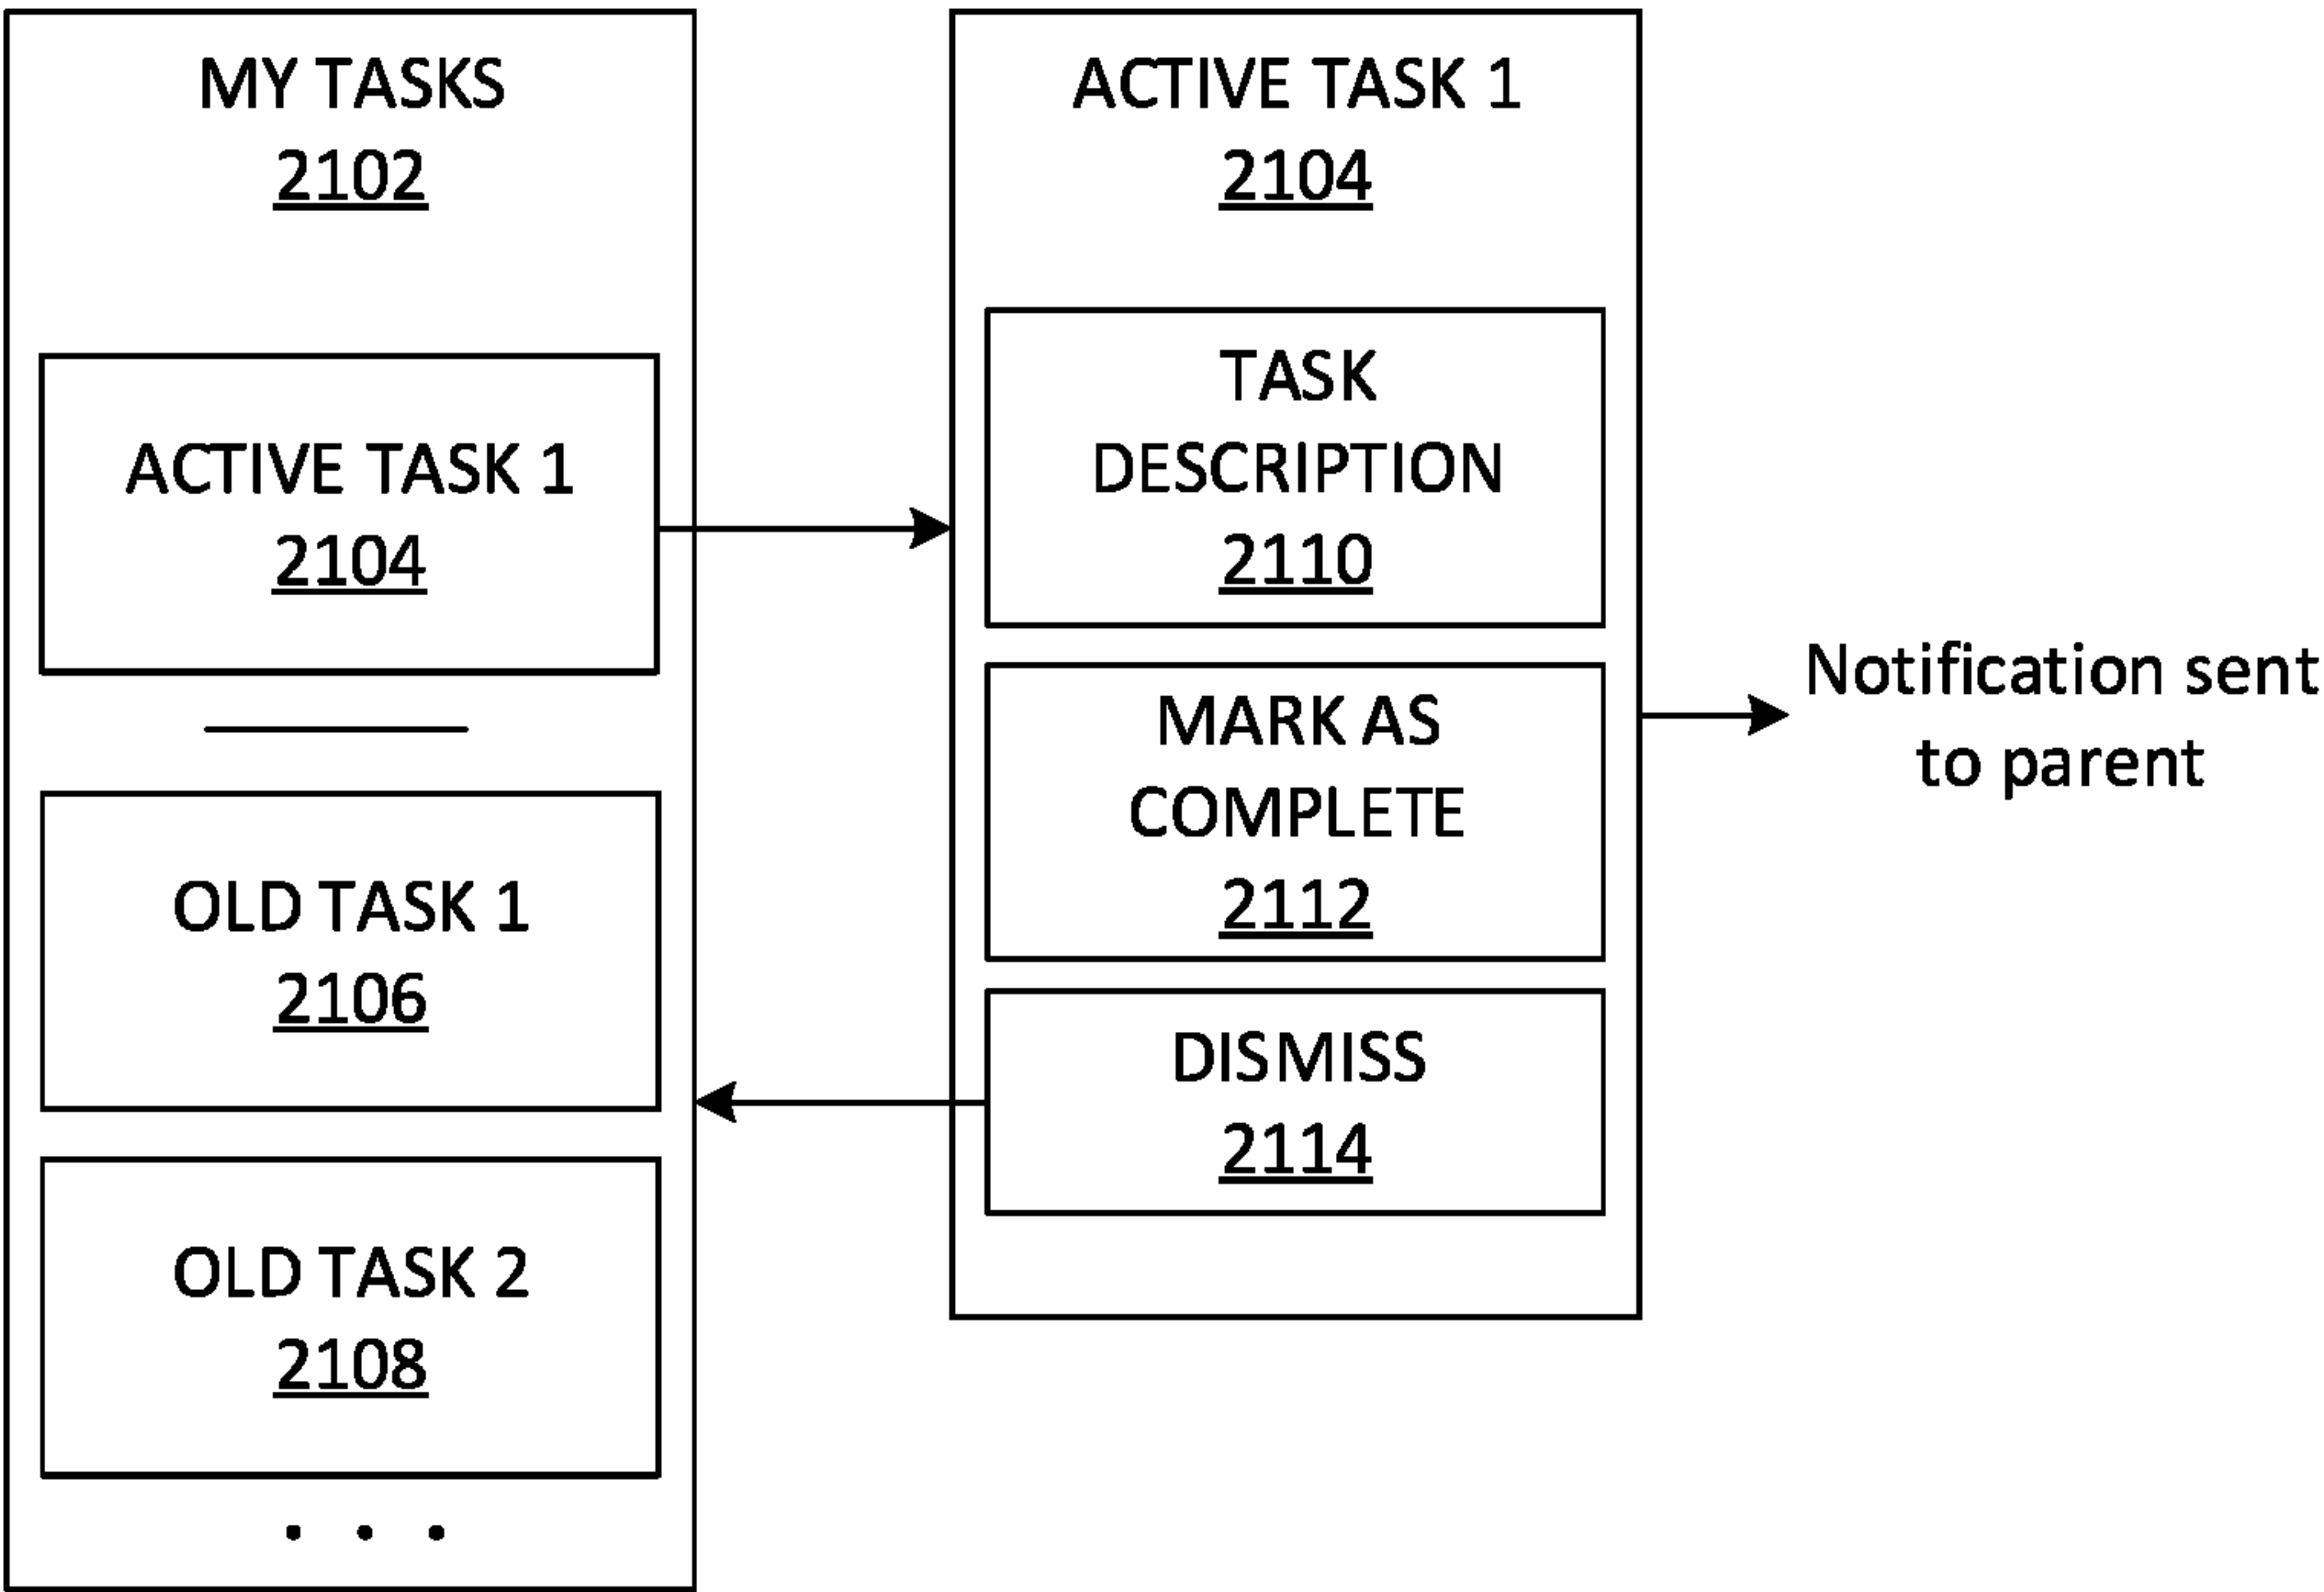 MY TASKS
2102
ACTIVE TASK 1
2104
OLD TASK 1
2106
OLD TASK 2
2108
. . .
ACTIVE TASK 1
2104
TASK
DESCRIPTION
2110
MARK AS
COMPLETE
2112
DISMISS
2114
Notification sent
to parent